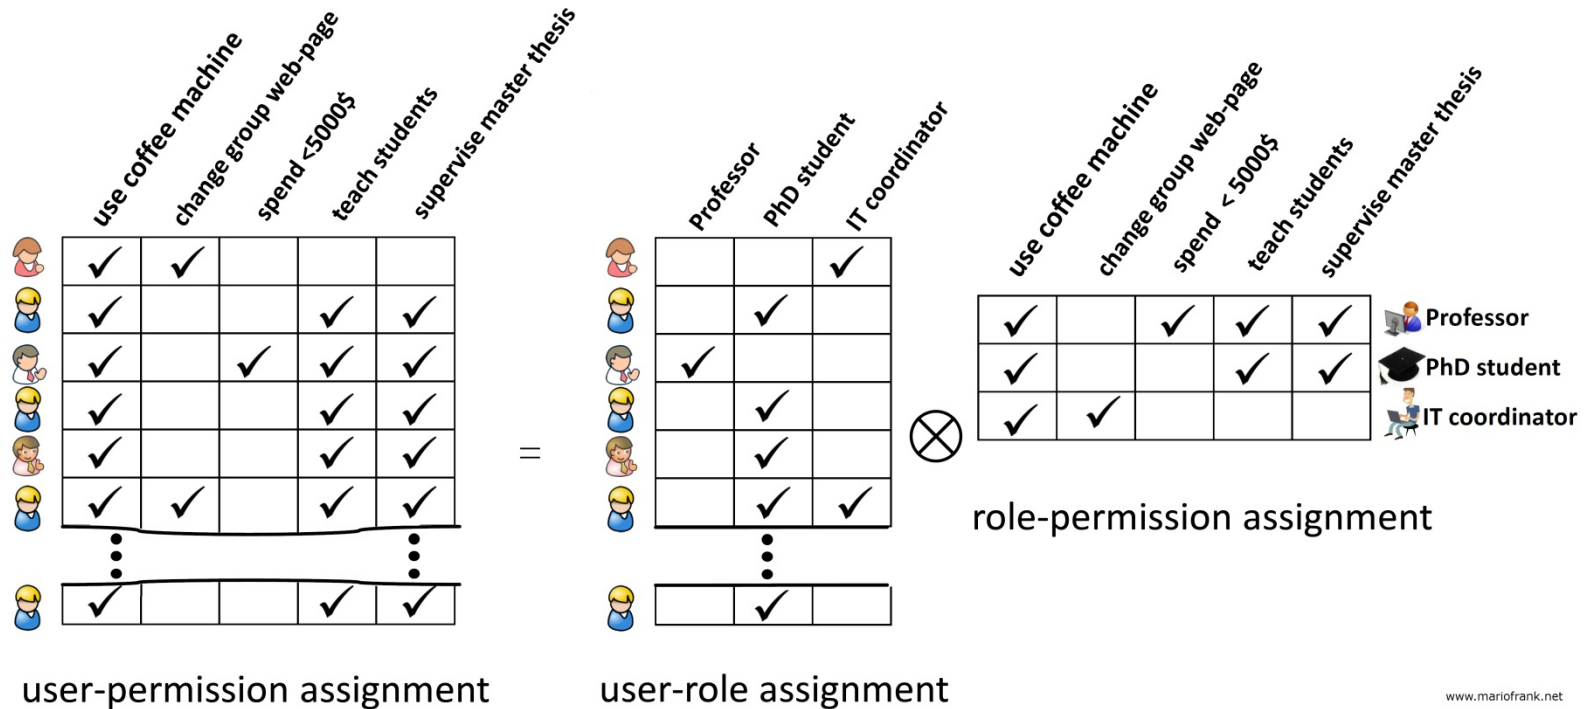 use coffee machine
change group web-page
spend <5000$
teach students
supervise master thesis
Professor
PhD student
IT coordinator
use coffee machine
change group web-page
spend < 5000$
teach students
supervise master thesis
Professor
PhD student
IT coordinator
=
role-permission assignment
user-permission assignment
user-role assignment
www.mariofrank.net